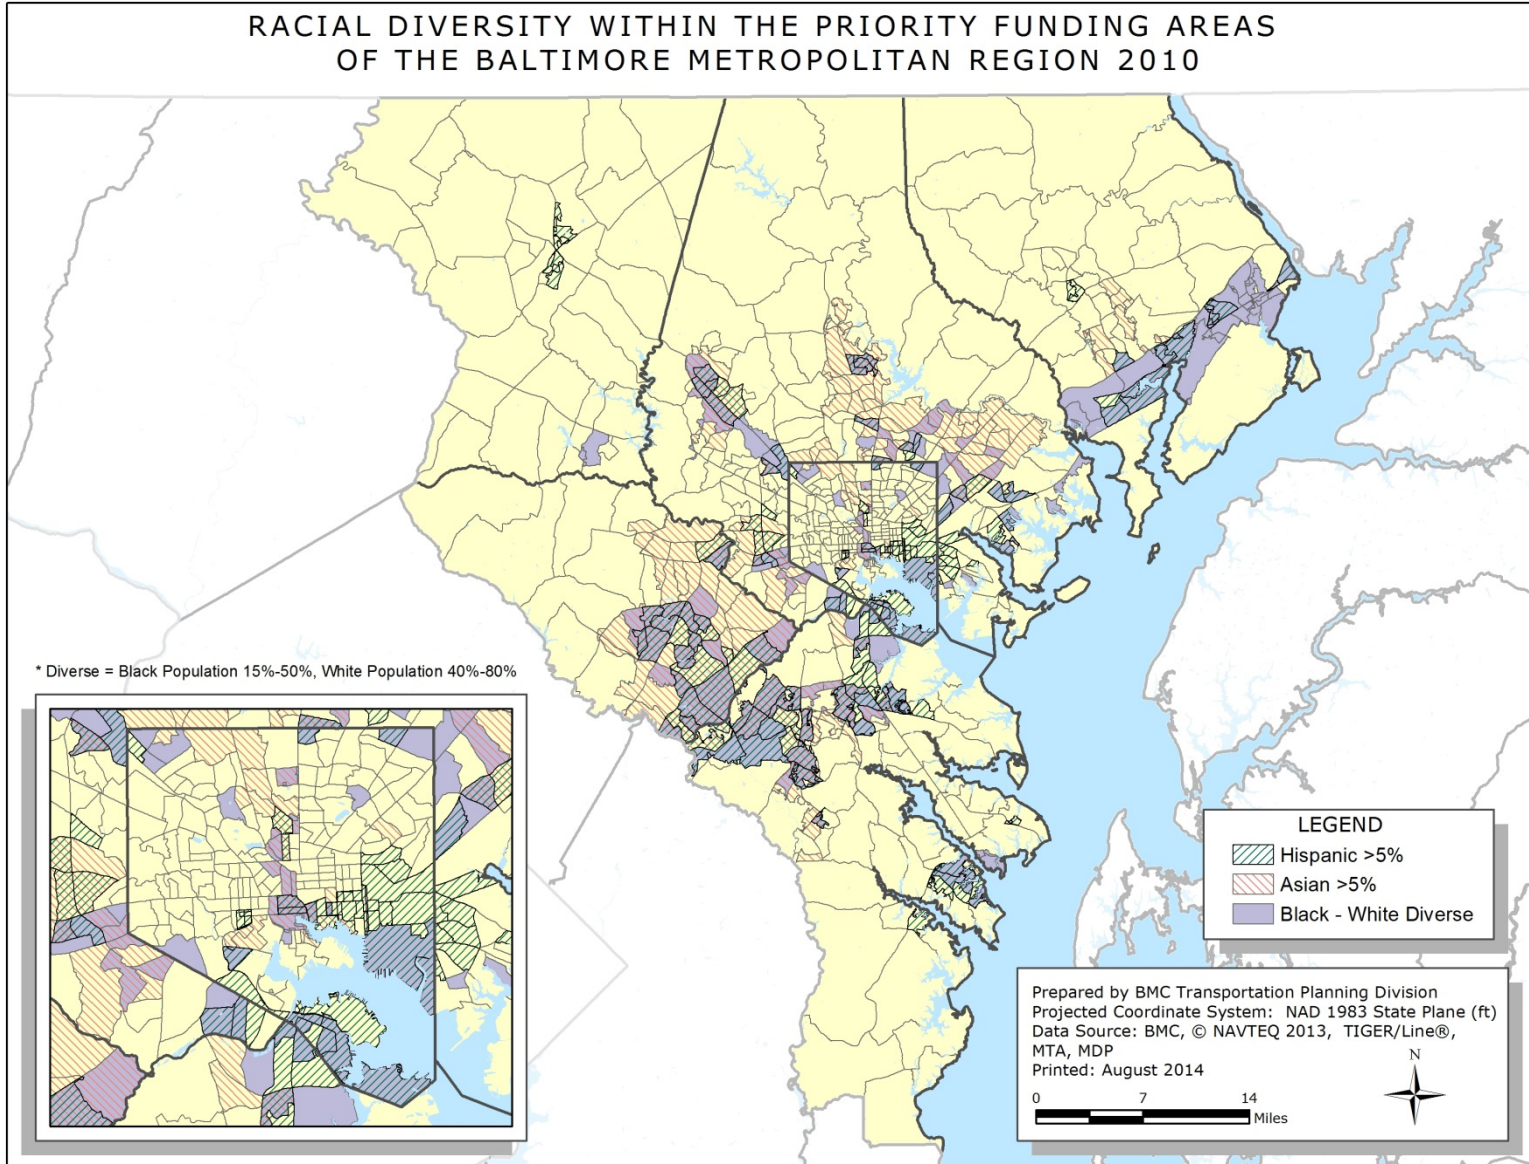 RACIAL DIVERSITY WITHIN THE PRIORITY FUNDING AREAS
OF THE BALTIMORE METROPOLITAN REGION 2010
* Diverse = Black Population 15%-50%, White Population 40%-80%
LEGEND
Hispanic >5%
Asian >5%
Black - White Diverse
Prepared by BMC Transportation Planning Division
Projected Coordinate System:  NAD 1983 State Plane (ft)
Data Source: BMC, © NAVTEQ 2013,  TIGER/Line®,
MTA, MDP
Printed: August 2014
N
0 7 14
Miles